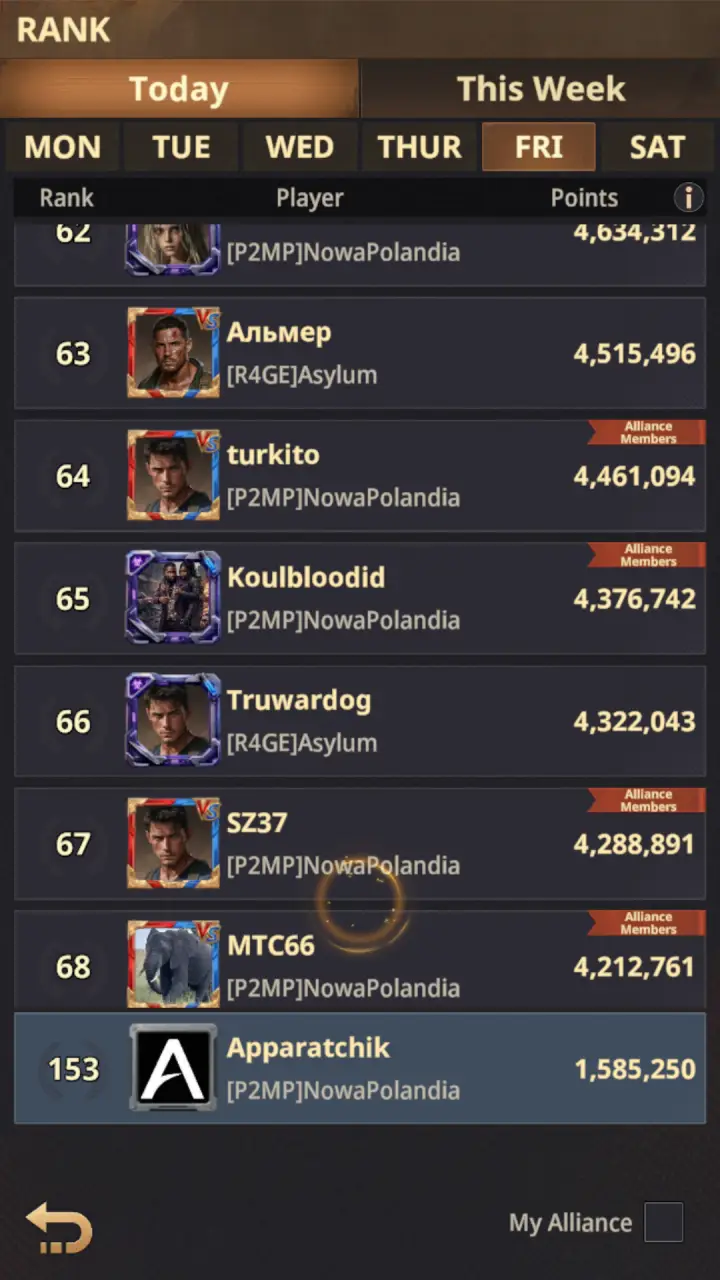 RANK
Today
This Week
MON
TUE
WED
THUR
FRI
SAT
Rank
Player
Points
62
[P2MP]NowaPolandia
4,634,312
63
Альмер
[R4GE]Asylum
4,515,496
64
turkito
[P2MP]NowaPolandia
Alliance
Members
4,461,094
65
Koulbloodid
[P2MP]NowaPolandia
Alliance
Members
4,376,742
66
Truwardog
[R4GE]Asylum
4,322,043
67
SZ37
[P2MP]NowaPolandia
Alliance
Members
4,288,891
68
MTC66
[P2MP]NowaPolandia
Alliance
Members
4,212,761
153
Apparatchik
[P2MP]NowaPolandia
1,585,250
My Alliance